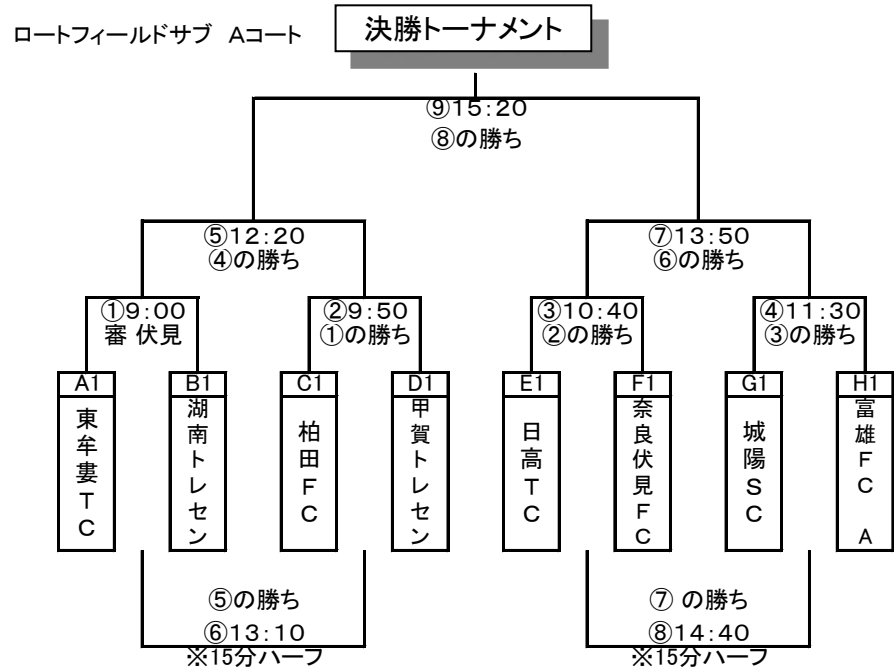 ロートフィールドサブ Aコート
決勝トーナメント
⑨15:20
⑧の勝ち
⑤12:20
④の勝ち
⑦13:50
⑥の勝ち
①9:00
審 伏見
②9:50
①の勝ち
③10:40
②の勝ち
④11:30
③の勝ち
A1
東牟婁TC
B1
湖南トレセン
C1
柏田FC
D1
甲賀トレセン
E1
日高TC
F1
奈良伏見FC
G1
城陽SC
H1
富雄FC A
⑤の勝ち
⑥13:10
※15分ハーフ
⑦ の勝ち
⑧14:40
※15分ハーフ